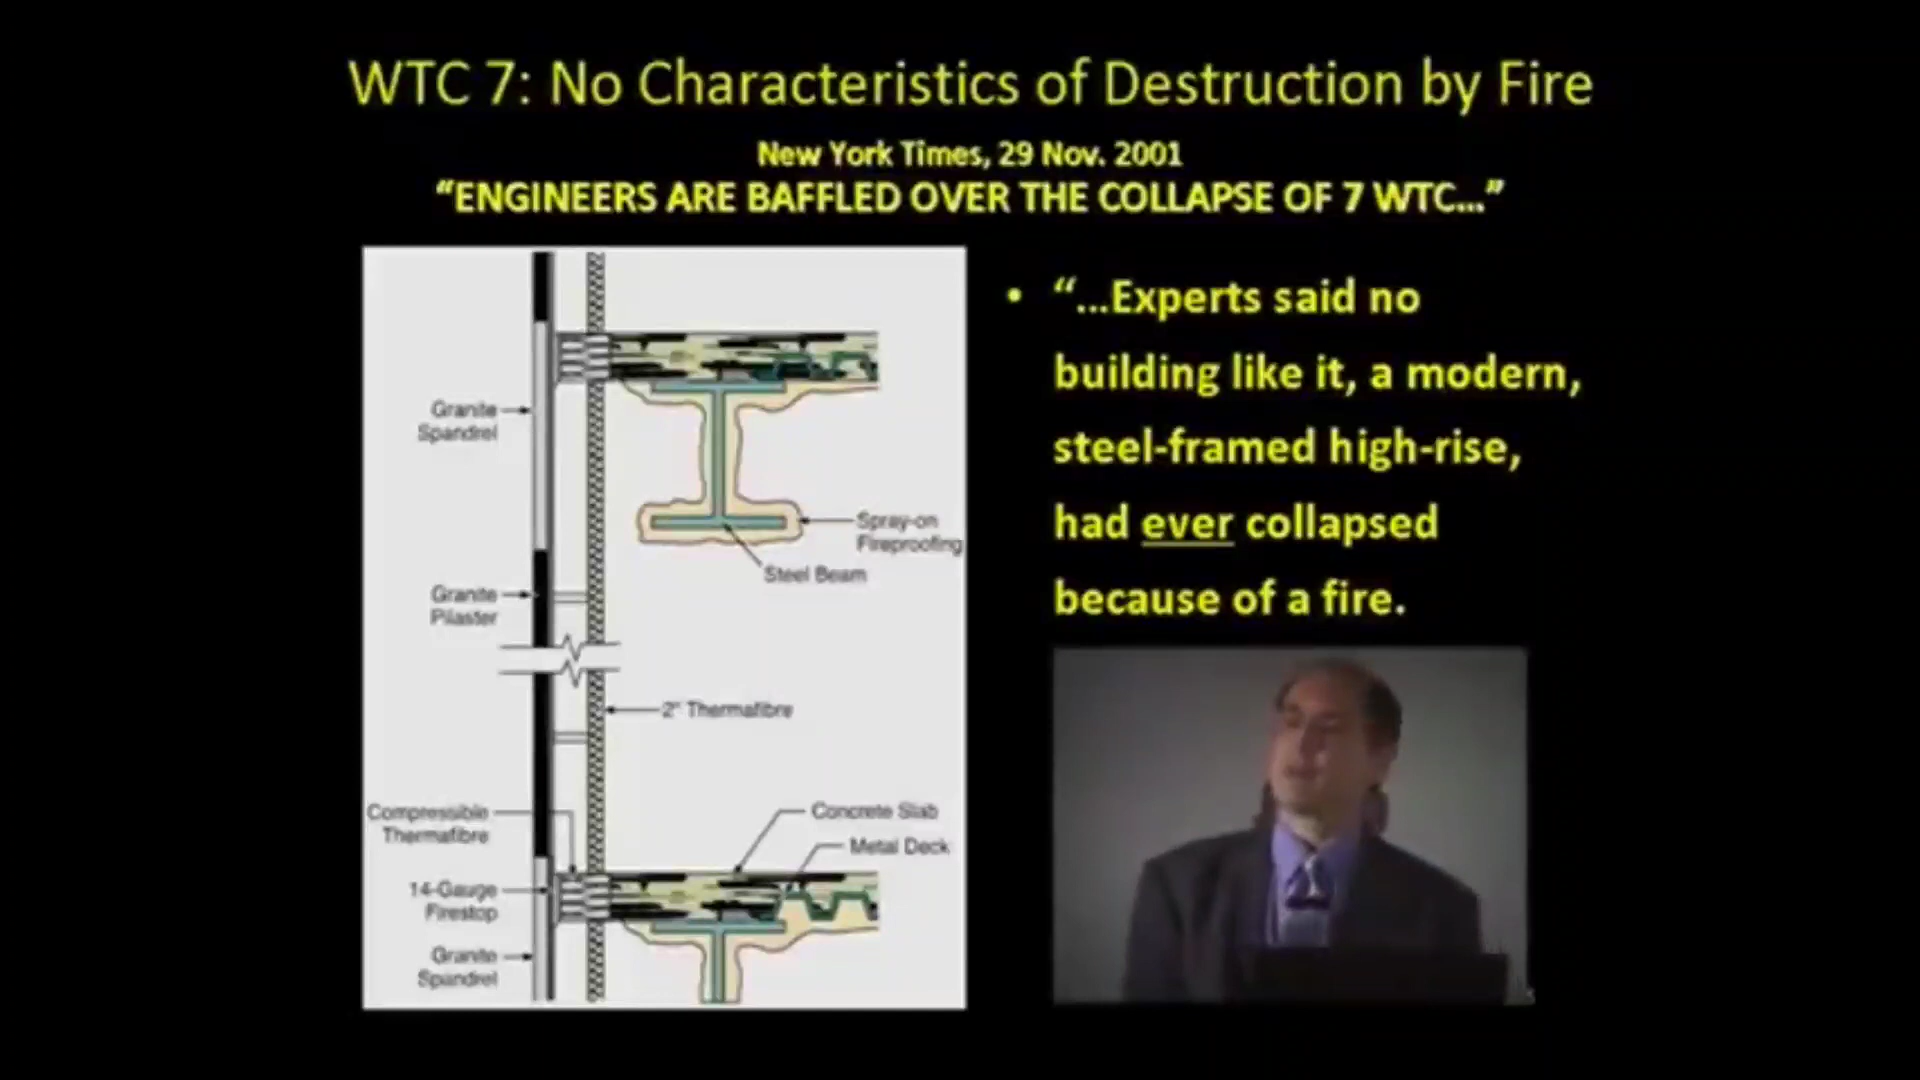 WTC 7: No Characteristics of Destruction by Fire
New York Times, 29 Nov. 2001
“ENGINEERS ARE BAFFLED OVER THE COLLAPSE OF 7 WTC...”
Granite
Spandrel
Spray-on
Fireproofing
Steel Beam
Granite
Pilaster
2" Thermafibre
Compressible
Thermafibre
Concrete Slab
Metal Deck
14-Gauge
Firestop
Granite
Spandrel
• “...Experts said no
building like it, a modern,
steel-framed high-rise,
had ever collapsed
because of a fire.